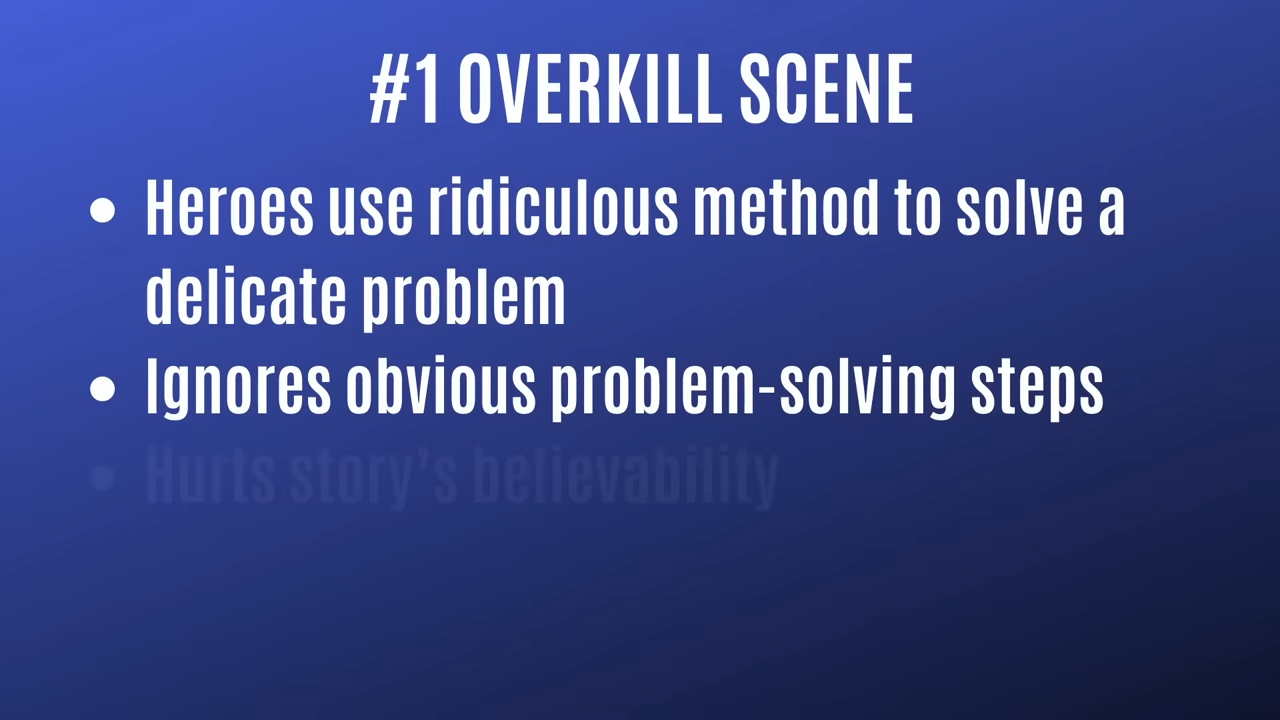 #1 OVERKILL SCENE
• Heroes use ridiculous method to solve a
delicate problem
• Ignores obvious problem-solving steps
• Hurts story's believability